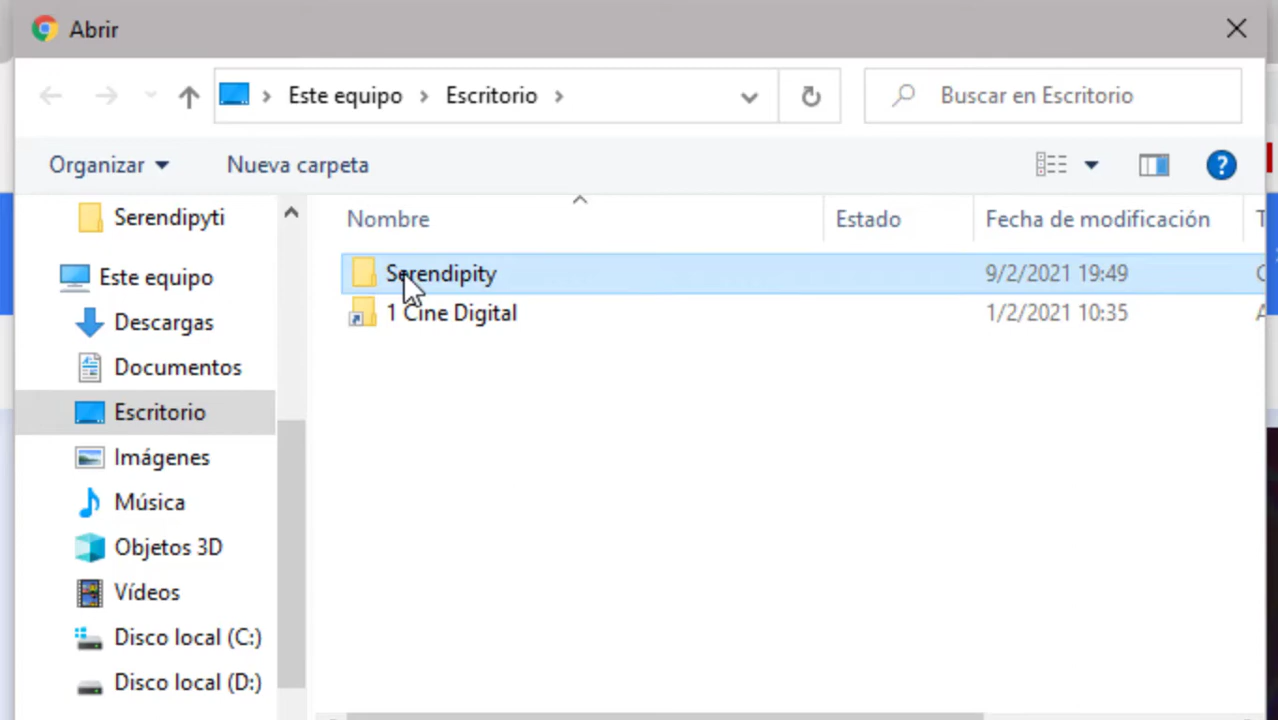 Abrir
Este equipo > Escritorio >
Buscar en Escritorio
Organizar
Nueva carpeta
Serendipyti
Este equipo
Descargas
Documentos
Escritorio
Imágenes
Música
Objetos 3D
Vídeos
Disco local (C:)
Disco local (D:)
Nombre Estado Fecha de modificación T
Serendipity 9/2/2021 19:49 C
1 Cine Digital 1/2/2021 10:35 A